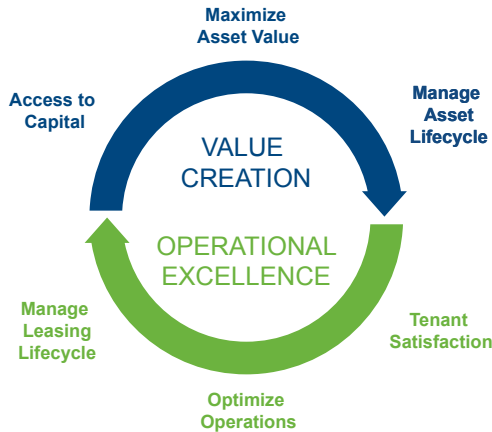 Maximize
Asset Value
Access to
Capital
Manage
Asset
Lifecycle
VALUE
CREATION
OPERATIONAL
EXCELLENCE
Manage
Leasing
Lifecycle
Tenant
Satisfaction
Optimize
Operations